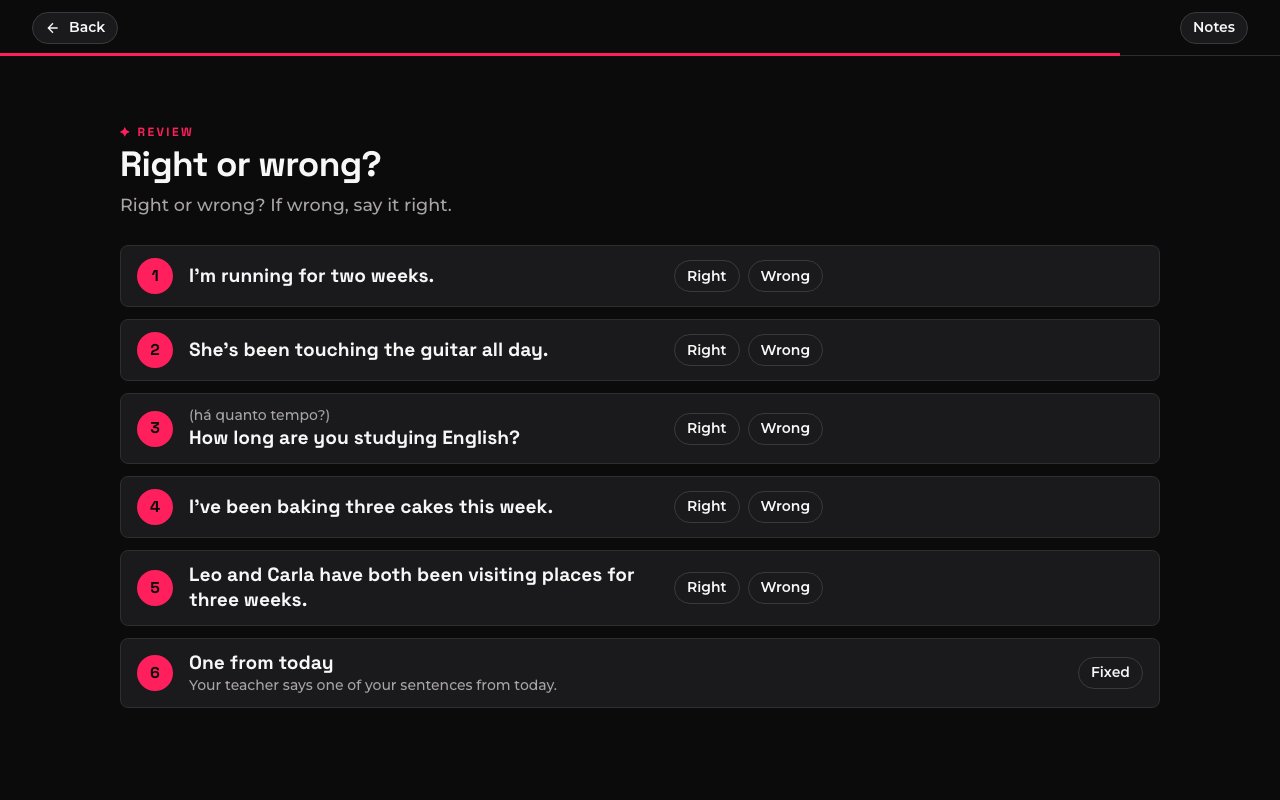 ← Back
Notes
✦ REVIEW
Right or wrong?
Right or wrong? If wrong, say it right.
1 I’m running for two weeks. Right Wrong
2 She’s been touching the guitar all day. Right Wrong
(há quanto tempo?)
3 How long are you studying English? Right Wrong
4 I’ve been baking three cakes this week. Right Wrong
5 Leo and Carla have both been visiting places for
three weeks. Right Wrong
6 One from today
Your teacher says one of your sentences from today. Fixed